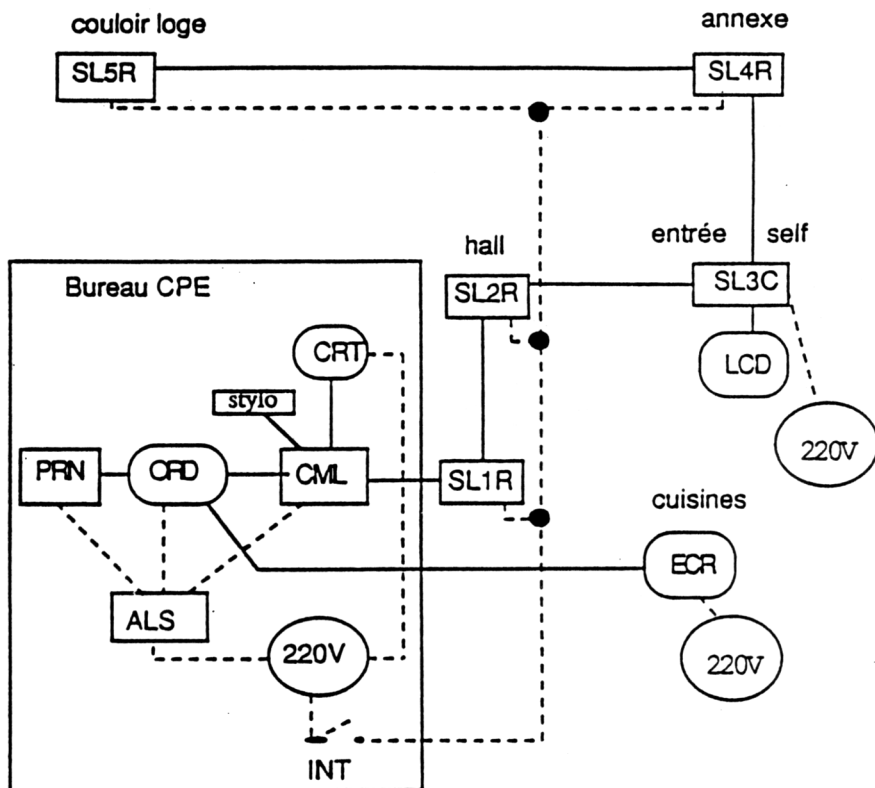 couloir loge
annexe
SL5R
SL4R
hall
entrée self
SL2R
SL3C
Bureau CPE
CRT
LCD
stylo
220V
PRN
CRD
CML
SL1R
cuisines
ECR
ALS
220V
220V
INT